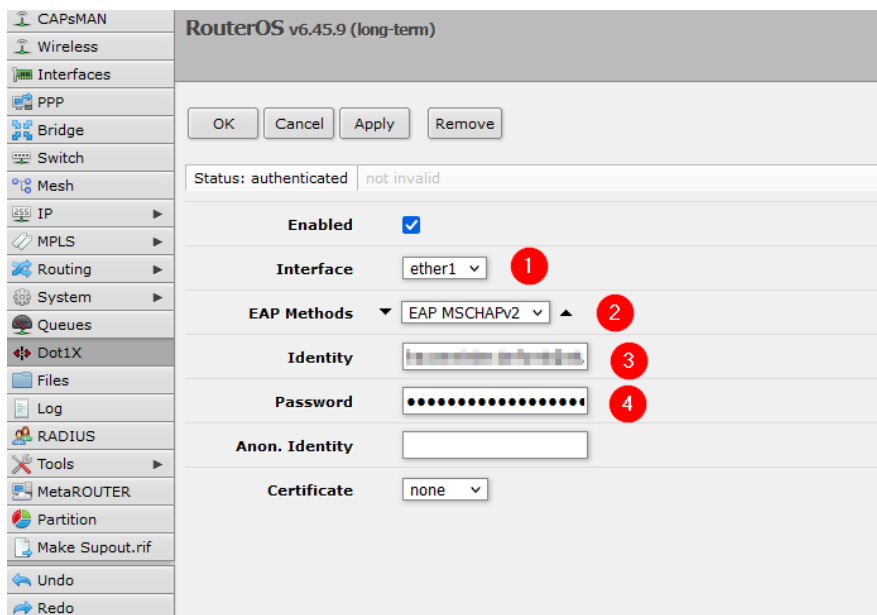 CAPsMAN
Wireless
Interfaces
PPP
Bridge
Switch
Mesh
255 IP
MPLS
Routing
System
Queues
Dot1X
Files
Log
RADIUS
Tools
MetaROUTER
Partition
Make Supout.rif
Undo
Redo
RouterOS v6.45.9 (long-term)
OK Cancel Apply Remove
Status: authenticated not invalid
Enabled
Interface ether1 1
EAP Methods EAP MSCHAPv2 2
Identity 3
Password ••••••••••••••••• 4
Anon. Identity
Certificate none